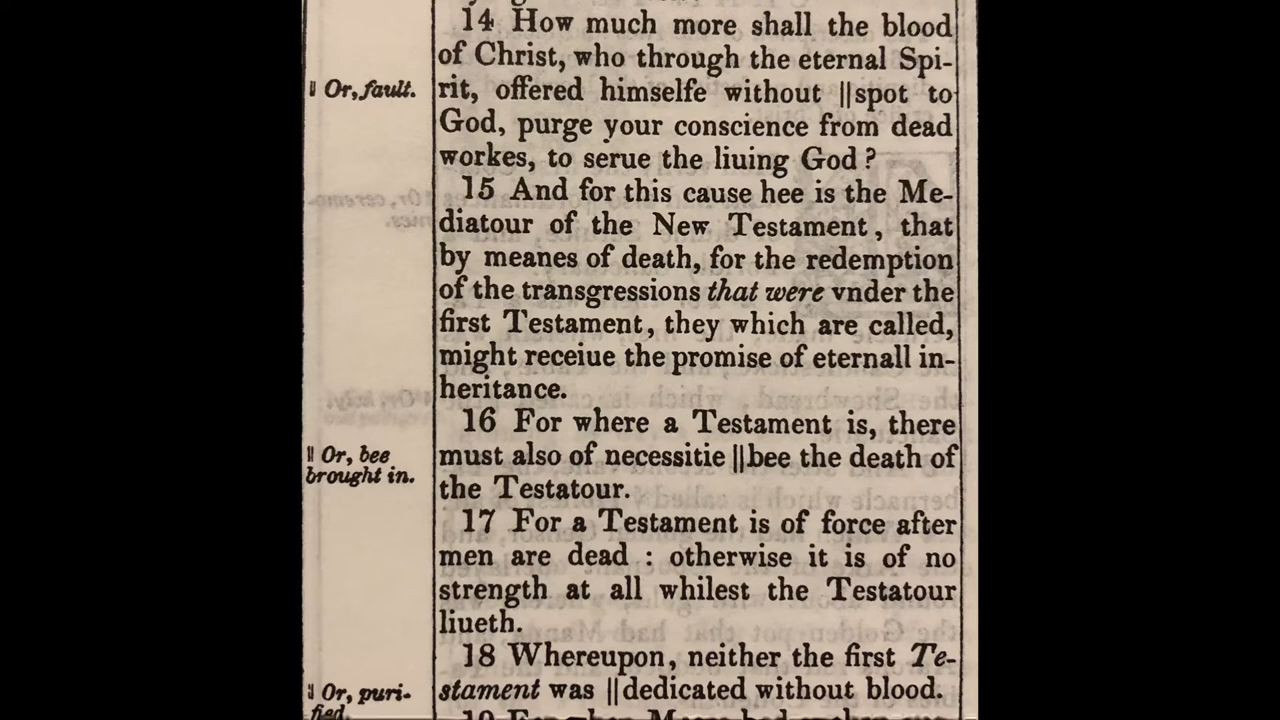 14 How much more shall the blood
of Christ, who through the eternal Spi-
rit, offered himselfe without ||spot to
God, purge your conscience from dead
workes, to serue the liuing God?
15 And for this cause hee is the Me-
diatour of the New Testament, that
by meanes of death, for the redemption
of the transgressions that were vnder the
first Testament, they which are called,
might receiue the promise of eternall in-
heritance.
16 For where a Testament is, there
must also of necessitie ||bee the death of
the Testatour.
17 For a Testament is of force after
men are dead : otherwise it is of no
strength at all whilest the Testatour
liueth.
18 Whereupon, neither the first Te-
stament was ||dedicated without blood.
|| Or, fault.
|| Or, bee
brought in.
|| Or, puri-
fied.